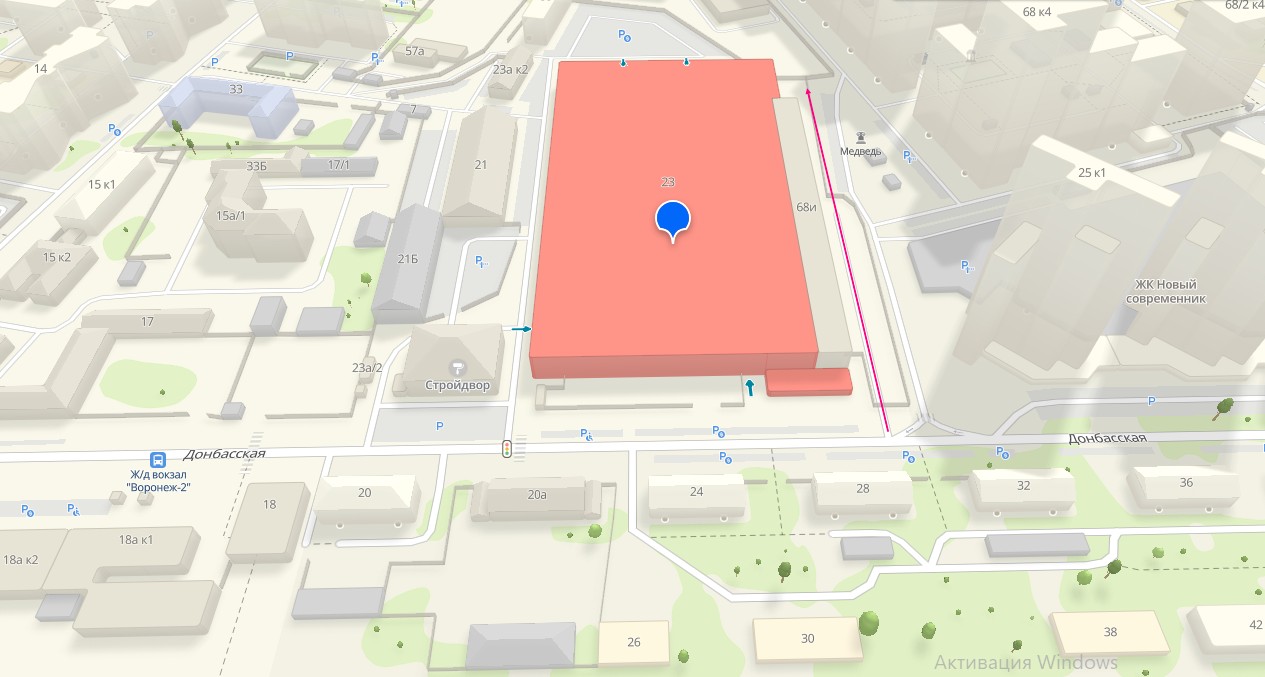 68 к4
68/2 к4
P
57а
14
P
P
P
23а к2
33
7
P
Медведь
P
33Б
17/1
21
25 к1
15 к1
23
15а/1
68и
15 к2
21Б
P
P
ЖК Новый
современник
17
23а/2
Стройдвор
P
P
P
P
Донбасская
Донбасская
P
P
P
Ж/д вокзал
"Воронеж-2"
P
P
18
20
20а
24
28
32
36
18а к1
18а к2
26
30
38
42
Активация Windows